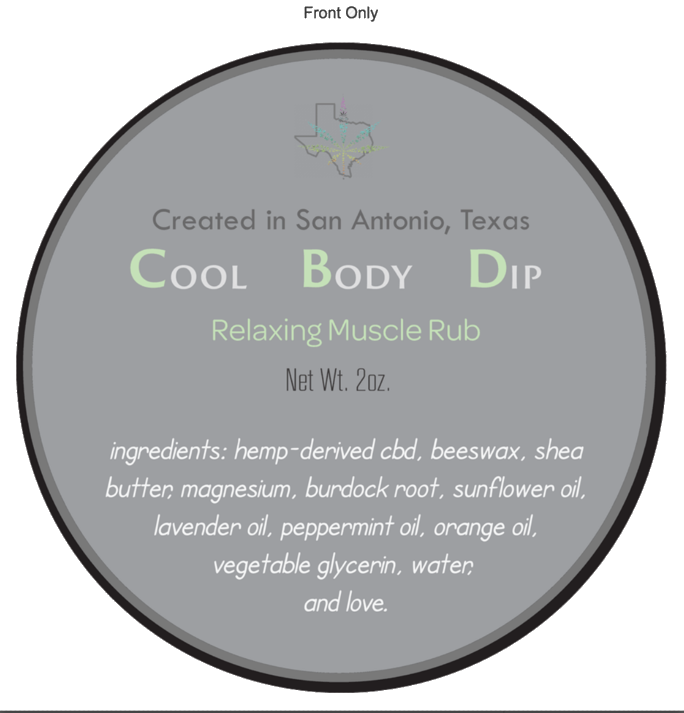 Front Only
Created in San Antonio, Texas
COOL BODY DIP
Relaxing Muscle Rub
Net Wt. 2oz.
ingredients: hemp-derived cbd, beeswax, shea
butter, magnesium, burdock root, sunflower oil,
lavender oil, peppermint oil, orange oil,
vegetable glycerin, water,
and love.